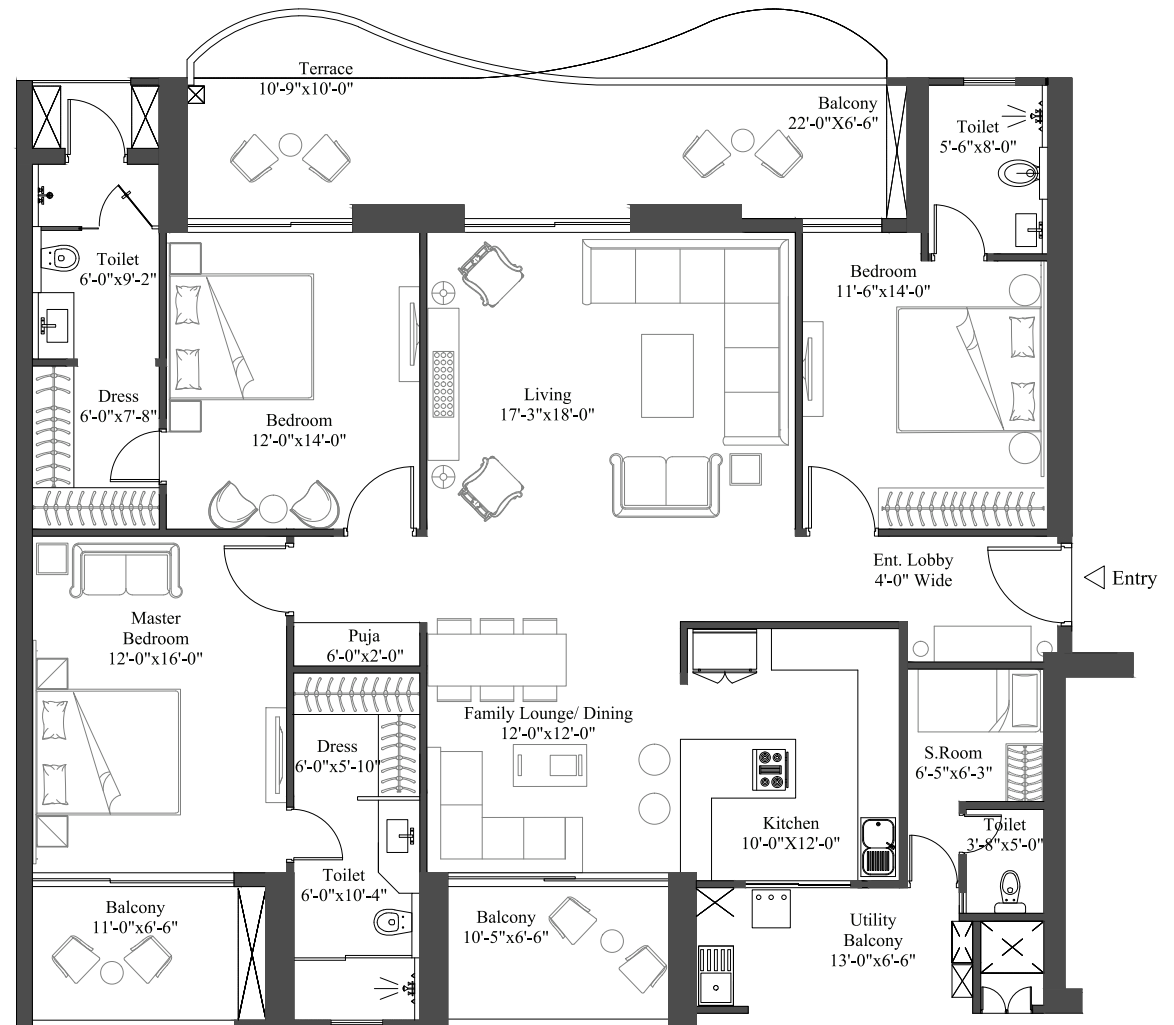 Terrace
10'-9"x10'-0"
Balcony
22'-0"X6'-6"
Toilet
5'-6"x8'-0"
Toilet
6'-0"x9'-2"
Bedroom
11'-6"x14'-0"
Dress
6'-0"x7'-8"
Bedroom
12'-0"x14'-0"
Living
17'-3"x18'-0"
Ent. Lobby
4'-0" Wide
Entry
Master
Bedroom
12'-0"x16'-0"
Puja
6'-0"x2'-0"
Family Lounge/ Dining
12'-0"x12'-0"
Dress
6'-0"x5'-10"
S.Room
6'-5"x6'-3"
Kitchen
10'-0"X12'-0"
Toilet
3'-8"x5'-0"
Toilet
6'-0"x10'-4"
Balcony
11'-0"x6'-6"
Balcony
10'-5"x6'-6"
Utility
Balcony
13'-0"x6'-6"